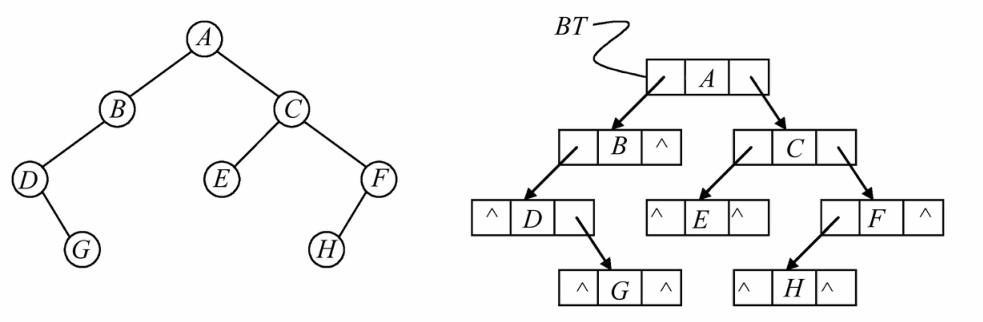 A
B C
D E F
G H
BT
A
B ^
C
^ D
^ E ^
F ^
^ G ^
^ H ^